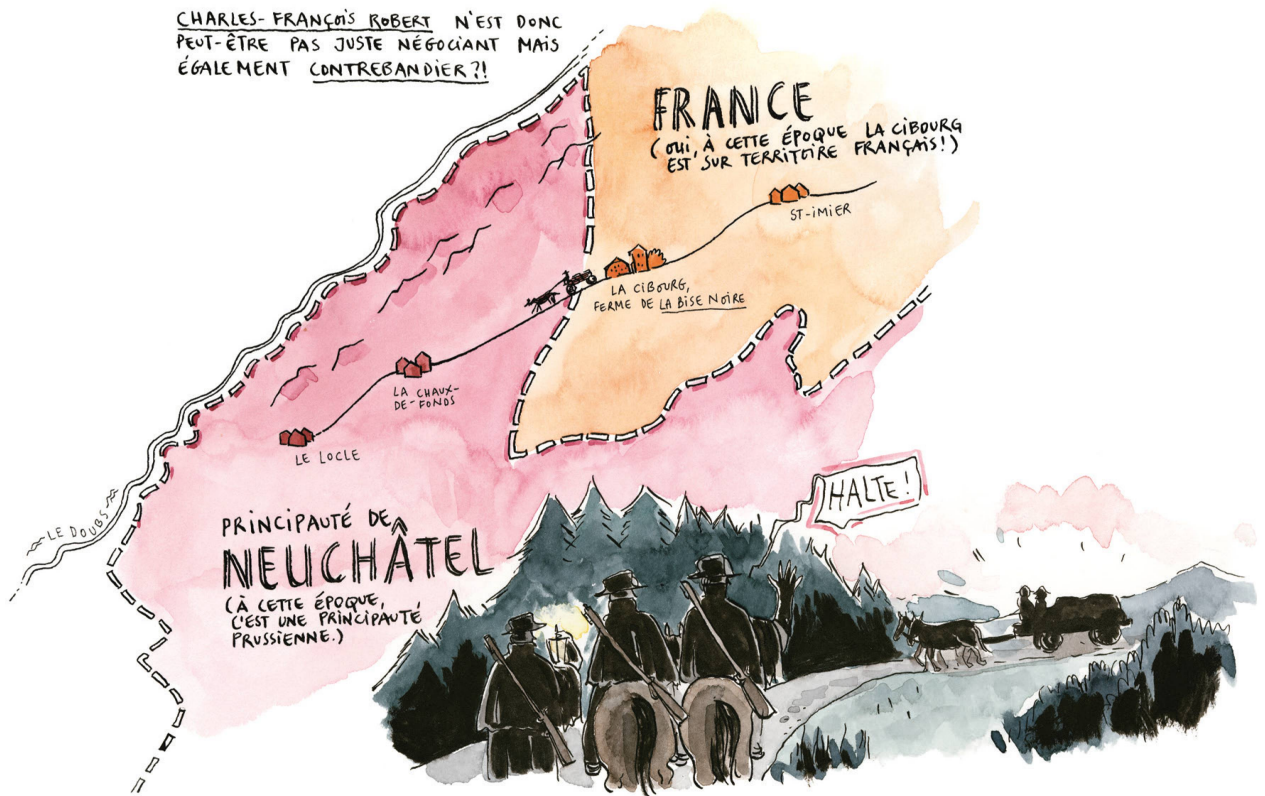 CHARLES-FRANÇOIS ROBERT N'EST DONC
PEUT-ÊTRE PAS JUSTE NÉGOCIANT MAIS
ÉGALEMENT CONTREBANDIER?!
FRANCE
(OUI, À CETTE ÉPOQUE LA CIBOURG
EST SUR TERRITOIRE FRANÇAIS!)
ST-IMIER
LA CIBOURG,
FERME DE LA BISE NOIRE
LA CHAUX-
DE-FONDS
LE LOCLE
LE DOUBS
PRINCIPAUTÉ DE
NEUCHÂTEL
(À CETTE ÉPOQUE,
C'EST UNE PRINCIPAUTÉ
PRUSSIENNE.)
HALTE!